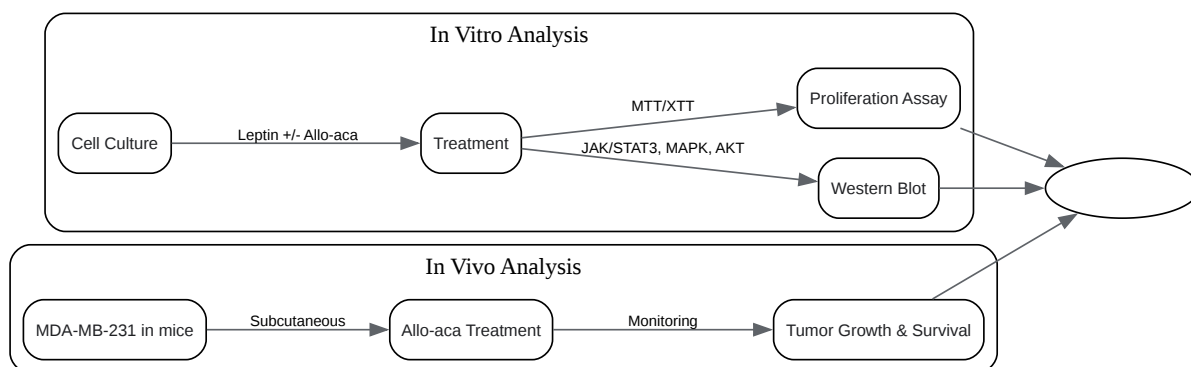 In Vitro Analysis
Cell Culture
Leptin +/- Allo-aca
Treatment
MTT/XTT
JAK/STAT3, MAPK, AKT
Proliferation Assay
Western Blot
In Vivo Analysis
MDA-MB-231 in mice
Subcutaneous
Allo-aca Treatment
Monitoring
Tumor Growth & Survival